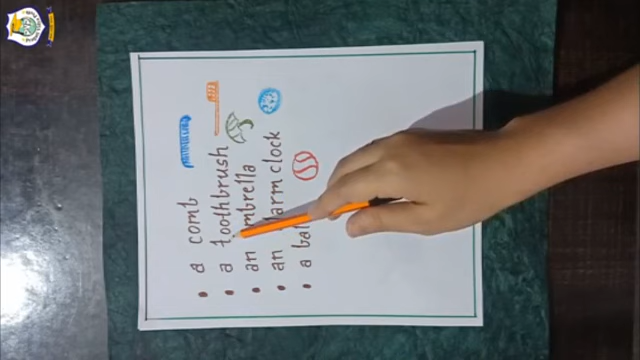 • a comb
• a toothbrush
• an umbrella
• an alarm clock
• a